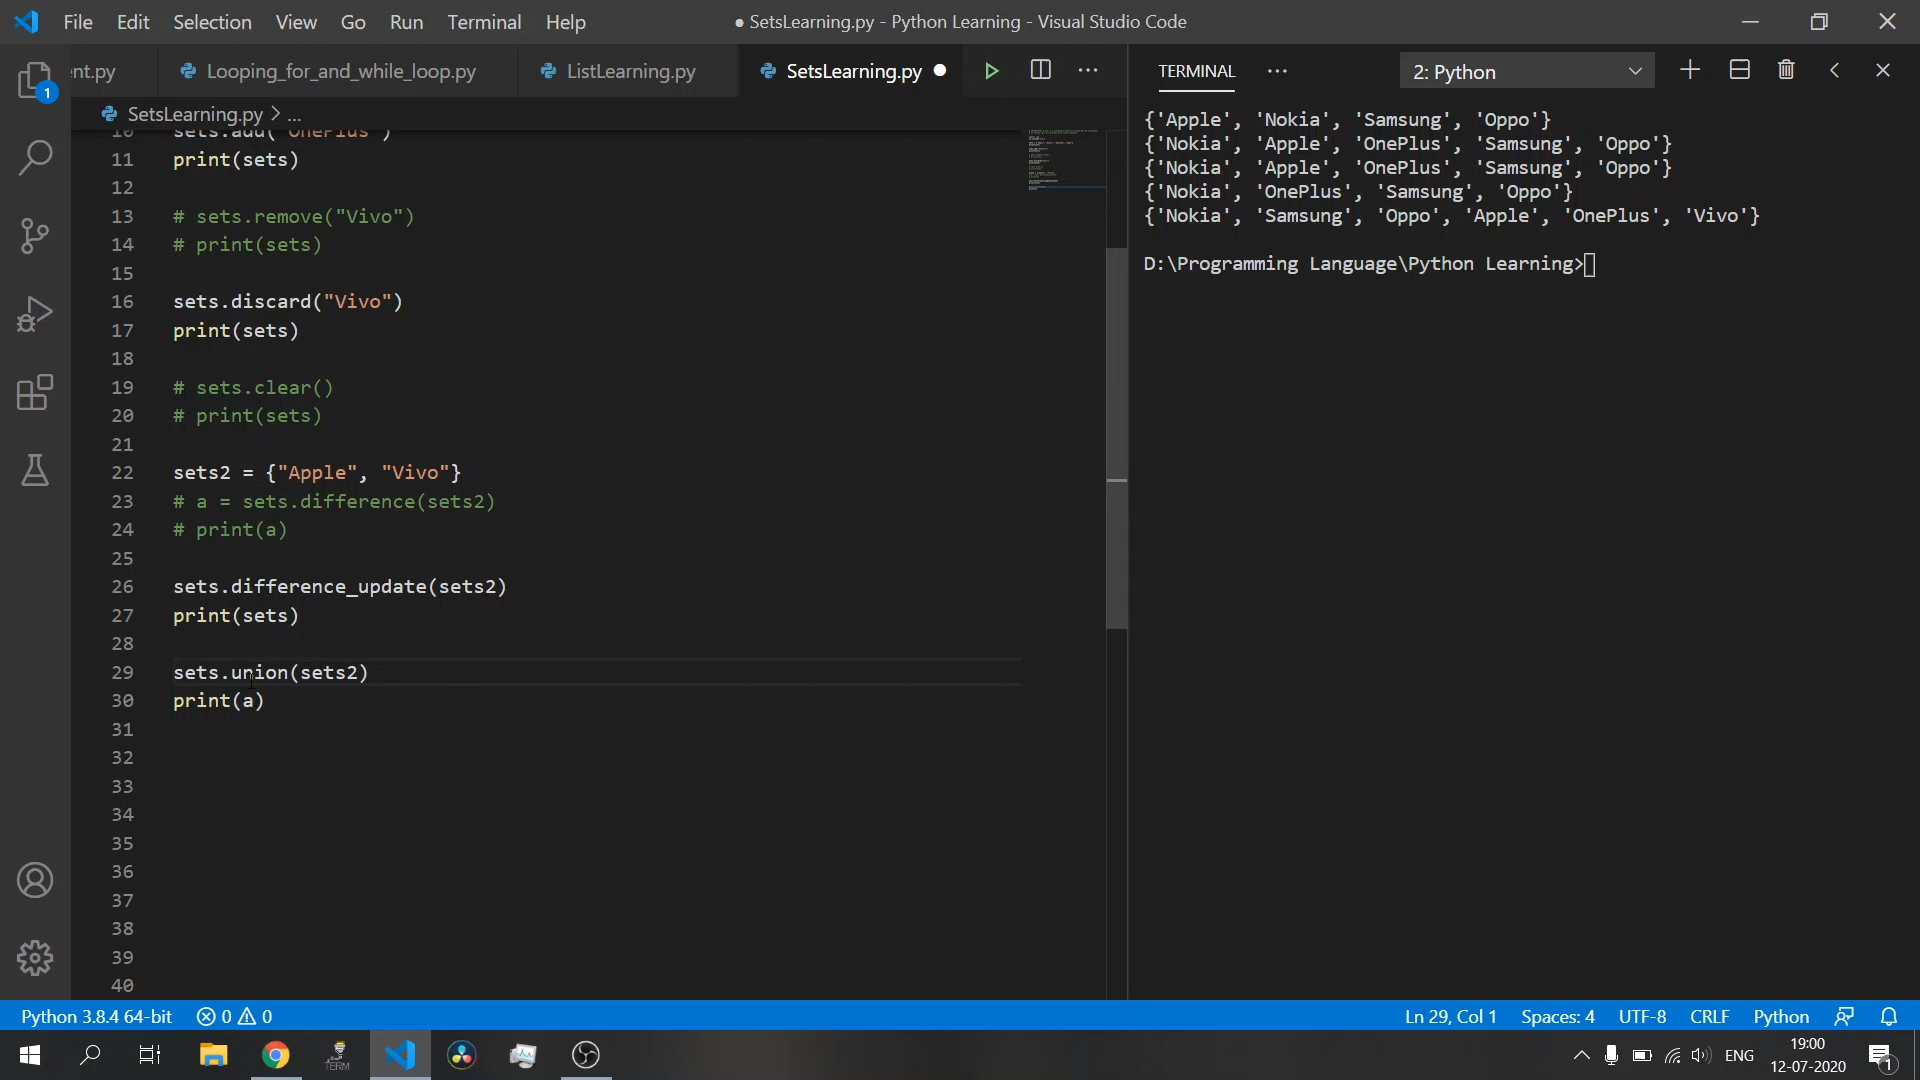 File Edit Selection View Go Run Terminal Help ● SetsLearning.py - Python Learning - Visual Studio Code
nt.py Looping_for_and_while_loop.py ListLearning.py SetsLearning.py ●
TERMINAL 2: Python
1
SetsLearning.py > ...
10 sets.add("OnePlus")
11 print(sets)
12
13 # sets.remove("Vivo")
14 # print(sets)
15
16 sets.discard("Vivo")
17 print(sets)
18
19 # sets.clear()
20 # print(sets)
21
22 sets2 = {"Apple", "Vivo"}
23 # a = sets.difference(sets2)
24 # print(a)
25
26 sets.difference_update(sets2)
27 print(sets)
28
29 sets.union(sets2)
30 print(a)
31
32
33
34
35
36
37
38
39
40
{'Apple', 'Nokia', 'Samsung', 'Oppo'}
{'Nokia', 'Apple', 'OnePlus', 'Samsung', 'Oppo'}
{'Nokia', 'Apple', 'OnePlus', 'Samsung', 'Oppo'}
{'Nokia', 'OnePlus', 'Samsung', 'Oppo'}
{'Nokia', 'Samsung', 'Oppo', 'Apple', 'OnePlus', 'Vivo'}
D:\Programming Language\Python Learning>
Python 3.8.4 64-bit 0 0 Ln 29, Col 1 Spaces: 4 UTF-8 CRLF Python
TERM
ENG
19:00
12-07-2020
1